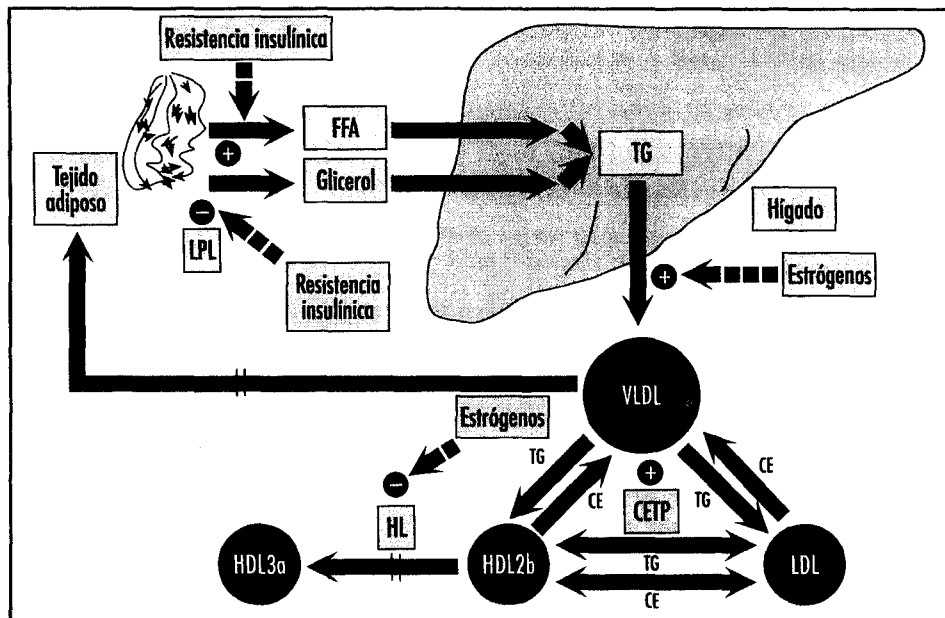 Resistencia insulínica
FFA
TG
Tejido
adiposo
+
Glicerol
Hígado
−
LPL
+
Estrógenos
Resistencia
insulínica
VLDL
Estrógenos
TG
+
CE
−
CE
CETP
TG
HL
HDL3a
HDL2b
TG
LDL
CE